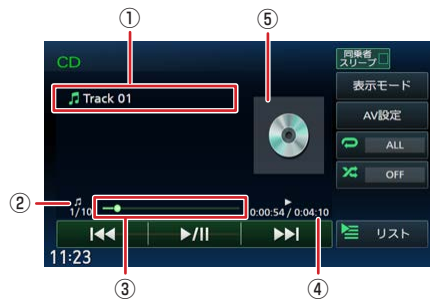 ① ⑤
CD
同乗者
スリープ
Track 01
表示モード
AV設定
ALL
OFF
②
1/10
0:00:54 / 0:04:10
リスト
11:23
③ ④